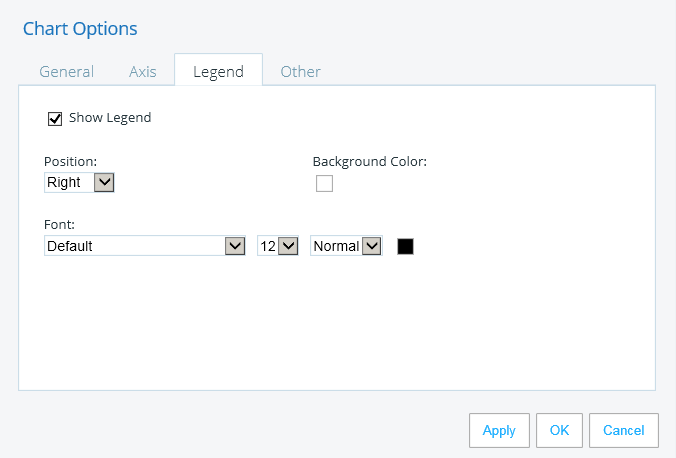 Chart Options
General Axis Legend Other
Show Legend
Position: Background Color:
Right
Font:
Default 12 Normal
Apply OK Cancel